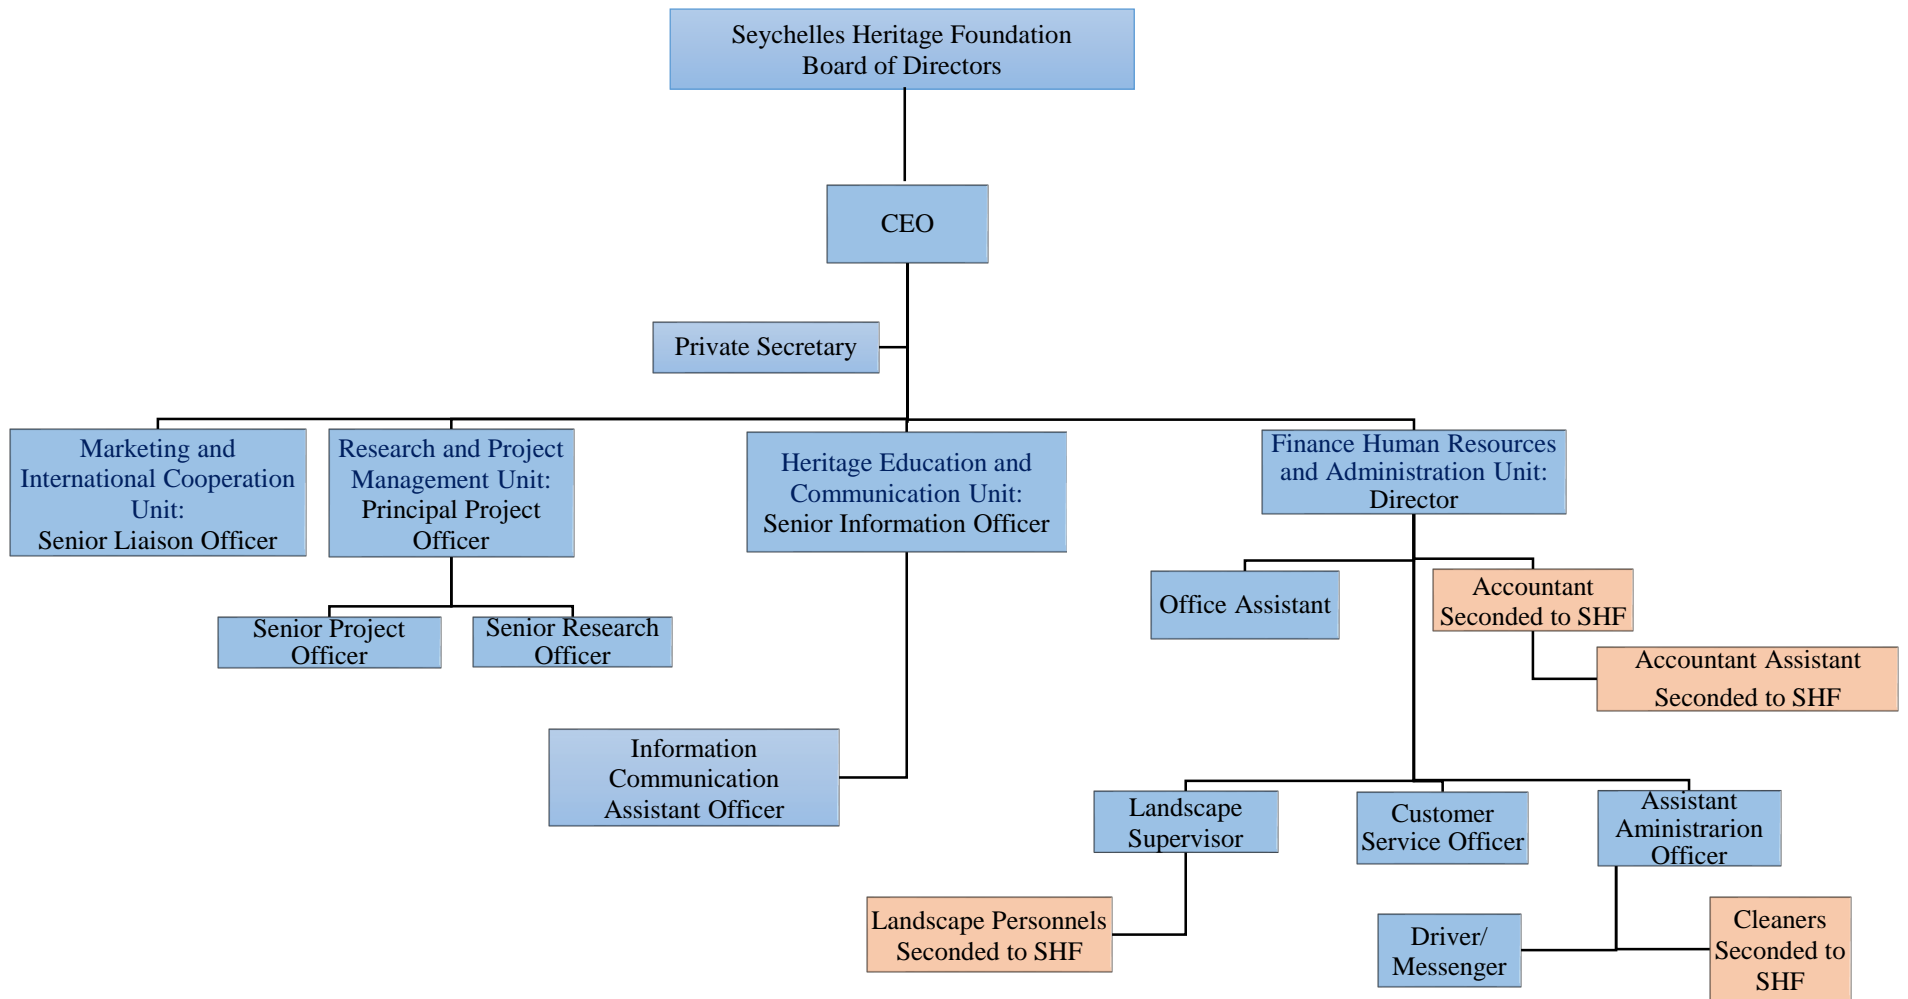 Seychelles Heritage Foundation
Board of Directors
CEO
Private Secretary
Marketing and
International Cooperation
Unit:
Senior Liaison Officer
Research and Project
Management Unit:
Principal Project
Officer
Heritage Education and
Communication Unit:
Senior Information Officer
Finance Human Resources
and Administration Unit:
Director
Senior Project
Officer
Senior Research
Officer
Office Assistant
Accountant
Seconded to SHF
Accountant Assistant
Seconded to SHF
Information
Communication
Assistant Officer
Landscape
Supervisor
Customer
Service Officer
Assistant
Aministrarion
Officer
Landscape Personnels
Seconded to SHF
Driver/
Messenger
Cleaners
Seconded to
SHF